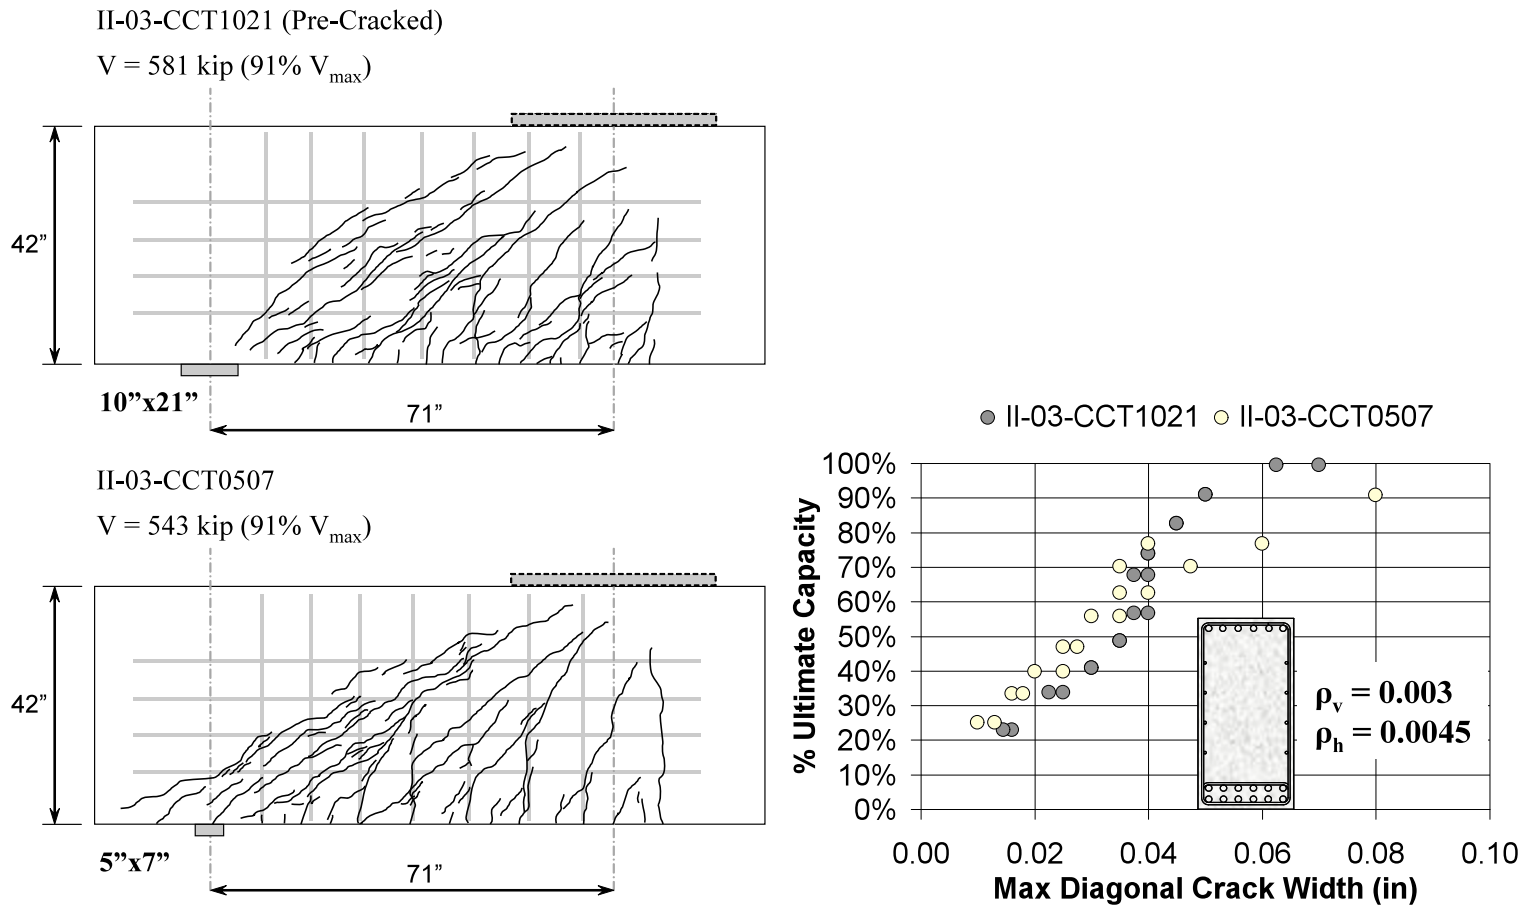 II-03-CCT1021 (Pre-Cracked)
V = 581 kip (91% Vmax)
42”
10”x21”
71”
II-03-CCT0507
V = 543 kip (91% Vmax)
42”
5”x7”
71”
II-03-CCT1021 II-03-CCT0507
% Ultimate Capacity
100%
90%
80%
70%
60%
50%
40%
30%
20%
10%
0%
ρv = 0.003
ρh = 0.0045
0.00 0.02 0.04 0.06 0.08 0.10
Max Diagonal Crack Width (in)